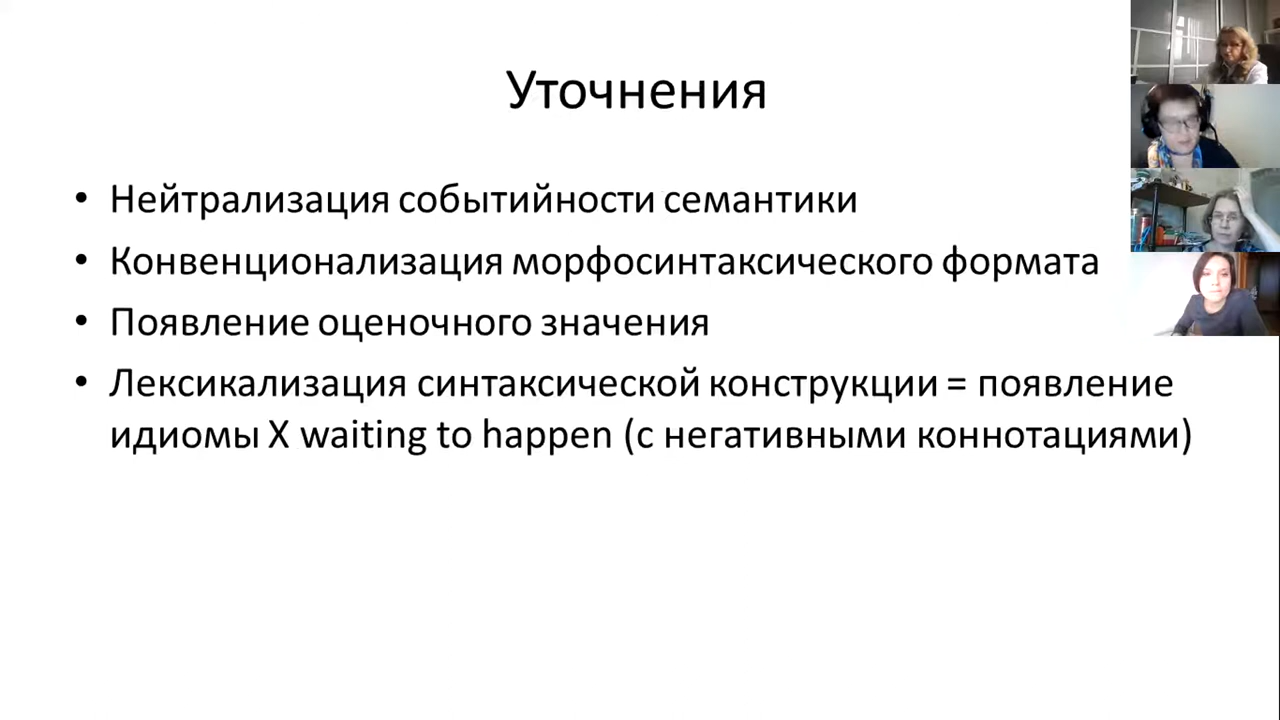 Уточнения
• Нейтрализация событийности семантики
• Конвенционализация морфосинтаксического формата
• Появление оценочного значения
• Лексикализация синтаксической конструкции = появление
идиомы X waiting to happen (с негативными коннотациями)